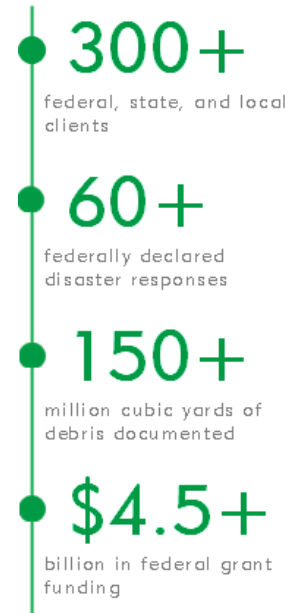 300+
federal, state, and local
clients
60+
federally declared
disaster responses
150+
million cubic yards of
debris documented
$4.5+
billion in federal grant
funding